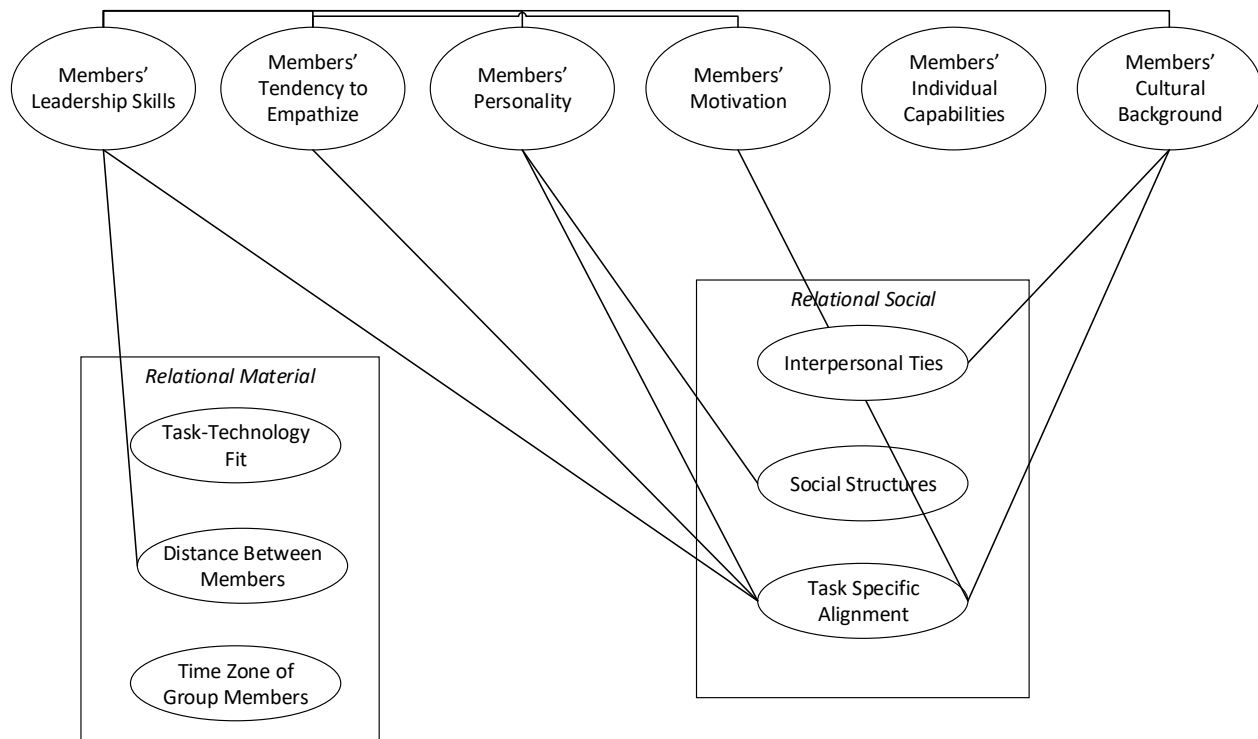 Members’
Leadership Skills
Members’
Tendency to
Empathize
Members’
Personality
Members’
Motivation
Members’
Individual
Capabilities
Members’
Cultural
Background
Relational Material
Task-Technology
Fit
Distance Between
Members
Time Zone of
Group Members
Relational Social
Interpersonal Ties
Social Structures
Task Specific
Alignment